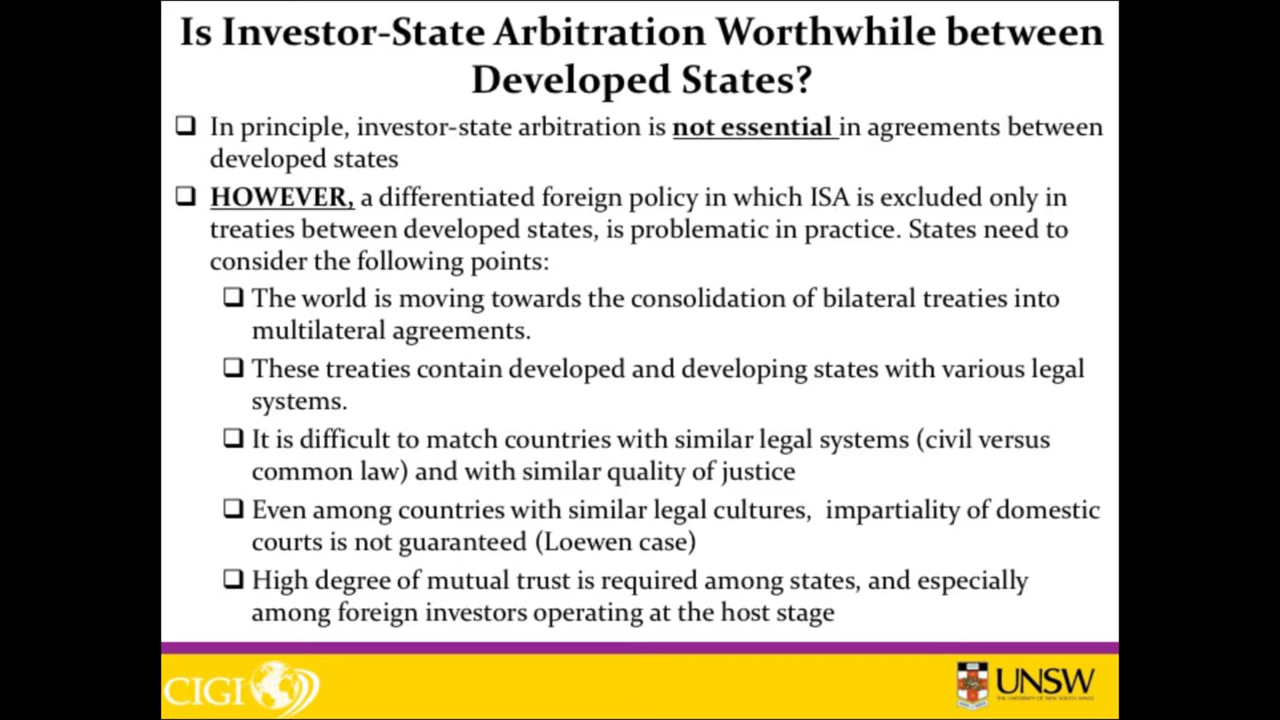 Is Investor-State Arbitration Worthwhile between
Developed States?
In principle, investor-state arbitration is not essential in agreements between
developed states
HOWEVER, a differentiated foreign policy in which ISA is excluded only in
treaties between developed states, is problematic in practice. States need to
consider the following points:
The world is moving towards the consolidation of bilateral treaties into
multilateral agreements.
These treaties contain developed and developing states with various legal
systems.
It is difficult to match countries with similar legal systems (civil versus
common law) and with similar quality of justice
Even among countries with similar legal cultures, impartiality of domestic
courts is not guaranteed (Loewen case)
High degree of mutual trust is required among states, and especially
among foreign investors operating at the host stage
CIGI
UNSW
THE UNIVERSITY OF NEW SOUTH WALES